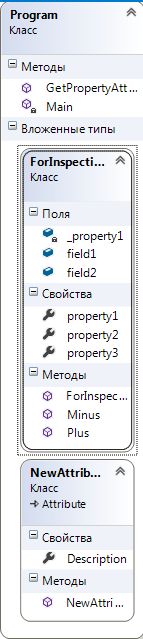 Program
Класс
Методы
GetPropertyAtt...
Main
Вложенные типы
ForInspecti...
Класс
Поля
_property1
field1
field2
Свойства
property1
property2
property3
Методы
ForInspec...
Minus
Plus
NewAttrib...
Класс
Attribute
Свойства
Description
Методы
NewAttri...